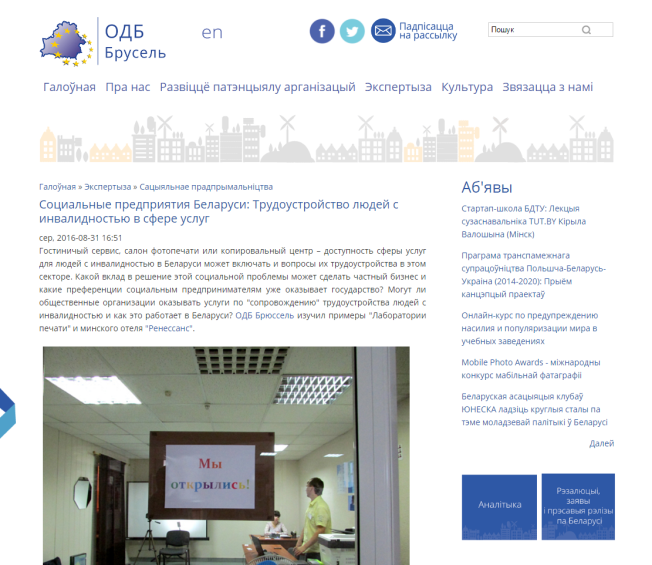 ОДБ
Брусель
en
f
Падпісацца
на рассылку
Пошук
Галоўная Пра нас Развіццё патэнцыялу арганізацый Экспертыза Культура Звязацца з намі
Галоўная » Экспертыза » Сацыяльнае прадпрымальніцтва
Социальные предприятия Беларуси: Трудоустройство людей с
инвалидностью в сфере услуг
сер, 2016-08-31 16:51
Гостиничый сервис, салон фотопечати или копировальный центр – доступность сферы услуг
для людей с инвалидностью в Беларуси может включать и вопросы их трудоустройства в этом
секторе. Какой вклад в решение этой социальной проблемы может сделать частный бизнес и
какие преференции социальным предпринимателям уже оказывает государство? Могут ли
общественные организации оказывать услуги по "сопровождению" трудоустройства людей с
инвалидностью и как это работает в Беларуси? ОДБ Брюссель изучил примеры "Лаборатории
печати" и минского отеля "Ренессанс".
Мы
открылись!
Аб'явы
Стартап-школа БДТУ: Лекцыя
сузаснавальніка TUT.BY Кірыла
Валошына (Мінск)
Праграма транспамежнага
супрацоўніцтва Польшча-Беларусь-
Украіна (2014-2020): Прыём
канцэпцый праектаў
Онлайн-курс по предупреждению
насилия и популяризации мира в
учебных заведениях
Mobile Photo Awards - міжнародны
конкурс мабільнай фатаграфіі
Беларуская асацыяцыя клубаў
ЮНЕСКА ладзіць круглыя сталы па
тэме моладзевай палітыкі ў Беларусі
Далей
Аналітыка
Рэзалюцыі,
заявы
і прэсавыя рэлізы
па Беларусі